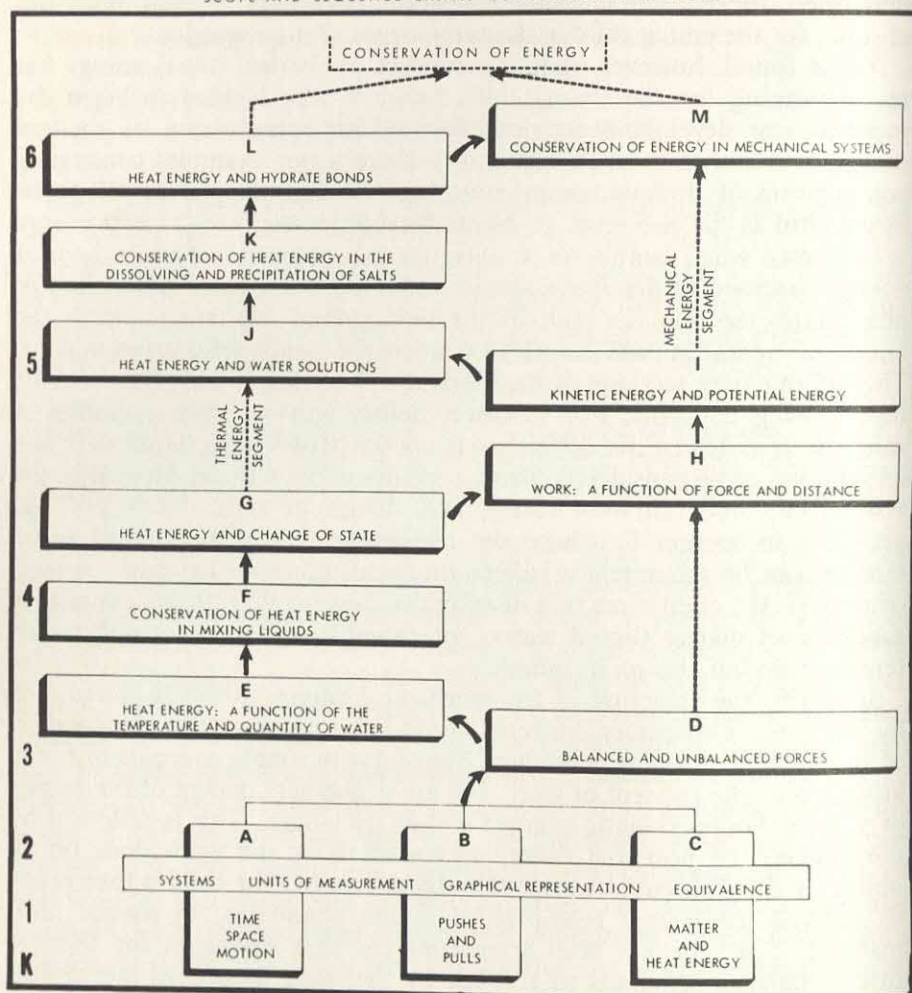 CONSERVATION OF ENERGY
L
HEAT ENERGY AND HYDRATE BONDS
M
CONSERVATION OF ENERGY IN MECHANICAL SYSTEMS
6
K
CONSERVATION OF HEAT ENERGY IN THE
DISSOLVING AND PRECIPITATION OF SALTS
MECHANICAL
ENERGY
SEGMENT
J
HEAT ENERGY AND WATER SOLUTIONS
5
I
KINETIC ENERGY AND POTENTIAL ENERGY
THERMAL
ENERGY
SEGMENT
H
WORK: A FUNCTION OF FORCE AND DISTANCE
G
HEAT ENERGY AND CHANGE OF STATE
4
F
CONSERVATION OF HEAT ENERGY
IN MIXING LIQUIDS
E
HEAT ENERGY: A FUNCTION OF THE
TEMPERATURE AND QUANTITY OF WATER
D
BALANCED AND UNBALANCED FORCES
3
A
B
C
2
SYSTEMS UNITS OF MEASUREMENT GRAPHICAL REPRESENTATION EQUIVALENCE
1
TIME
SPACE
MOTION
PUSHES
AND
PULLS
MATTER
AND
HEAT ENERGY
K